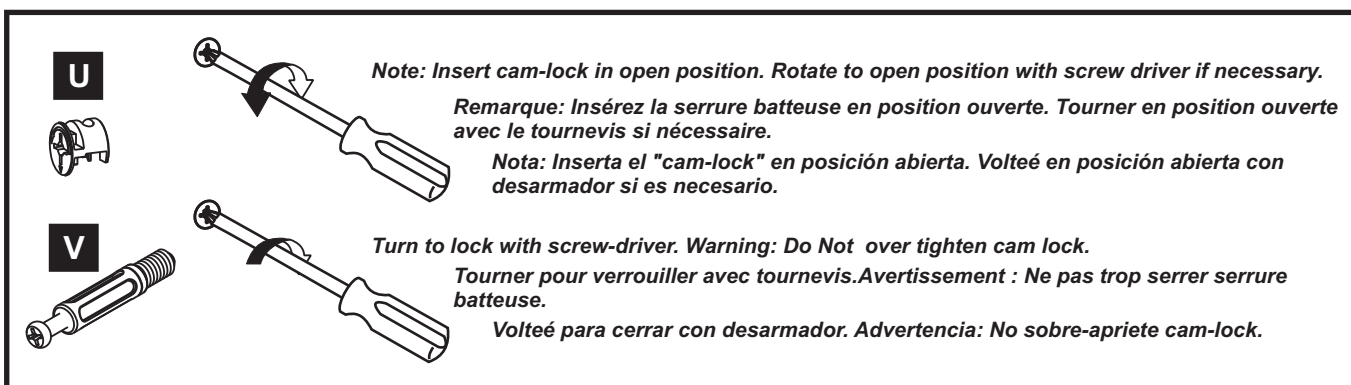 U
Note: Insert cam-lock in open position. Rotate to open position with screw driver if necessary.
Remarque: Insérez la serrure batteuse en position ouverte. Tourner en position ouverte
avec le tournevis si nécessaire.
Nota: Inserta el "cam-lock" en posición abierta. Volteé en posición abierta con
desarmador si es necesario.
V
Turn to lock with screw-driver. Warning: Do Not over tighten cam lock.
Tourner pour verrouiller avec tournevis.Avertissement : Ne pas trop serrer serrure
batteuse.
Volteé para cerrar con desarmador. Advertencia: No sobre-apriete cam-lock.